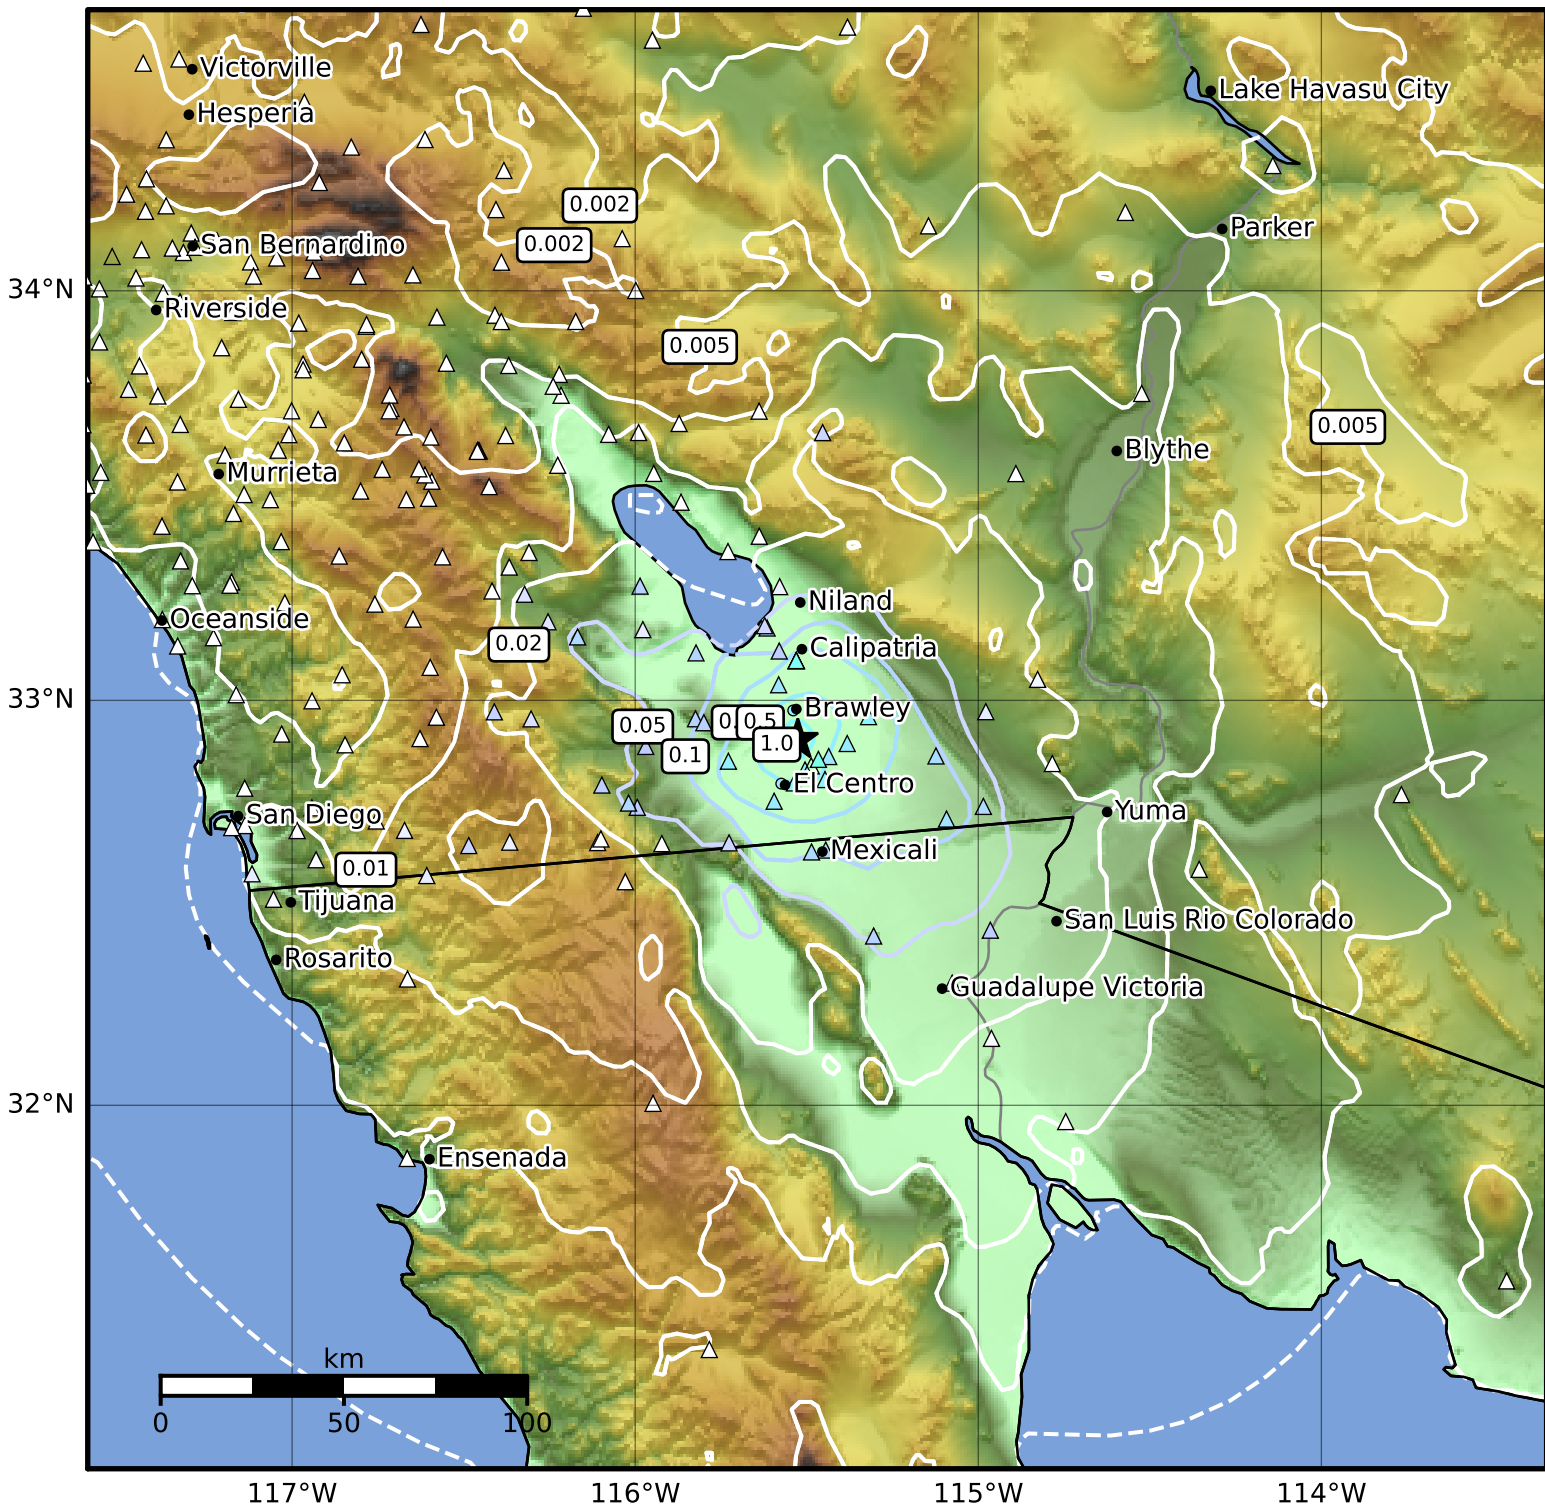 Victorville
Lake Havasu City
Hesperia
0.002
Parker
0.002
San Bernardino
34°N
Riverside
0.005
0.005
Blythe
Murrieta
Niland
Oceanside
0.02
Calipatria
33°N
Brawley
0.05
0.5
1.0
0.1
El Centro
San Diego
Yuma
Mexicali
0.01
Tijuana
San Luis Rio Colorado
Rosarito
Guadalupe Victoria
32°N
Ensenada
km
0
50
100
117°W
116°W
115°W
114°W